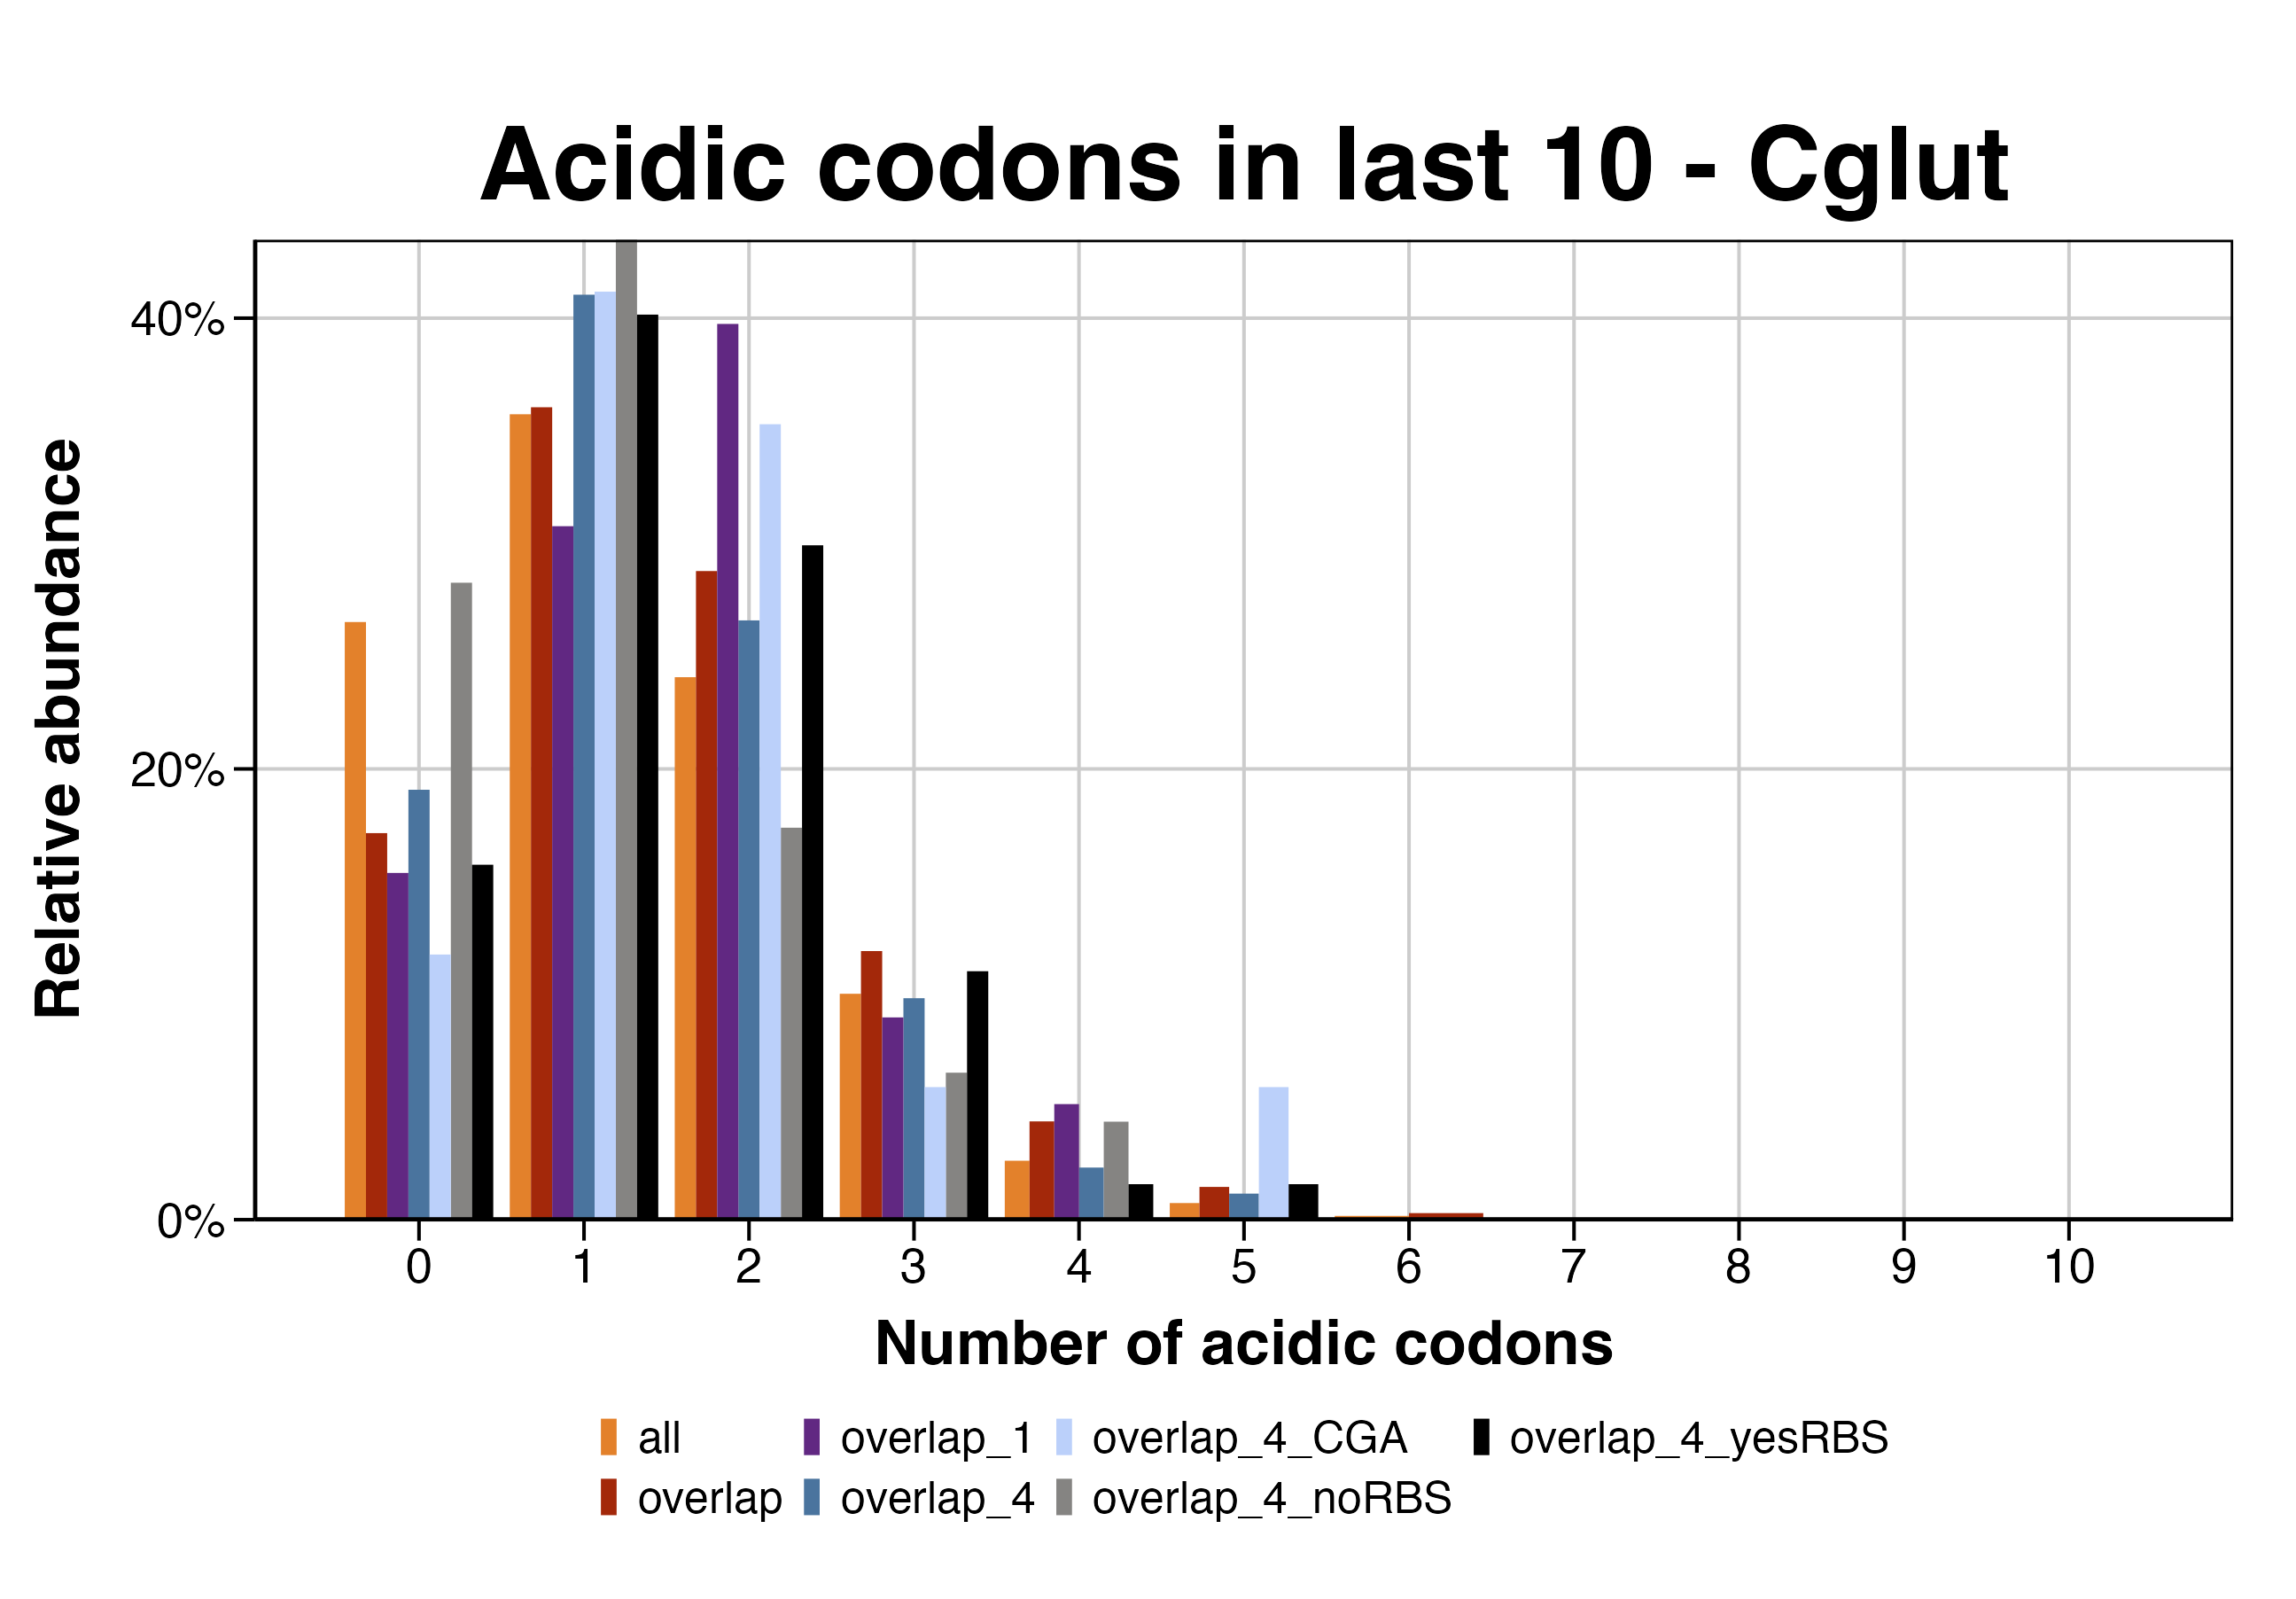 Acidic codons in last 10 - Cglut
Relative abundance
40%
20%
0%
0 1 2 3 4 5 6 7 8 9 10
Number of acidic codons
all overlap_1 overlap_4_CGA overlap_4_yesRBS
overlap overlap_4 overlap_4_noRBS